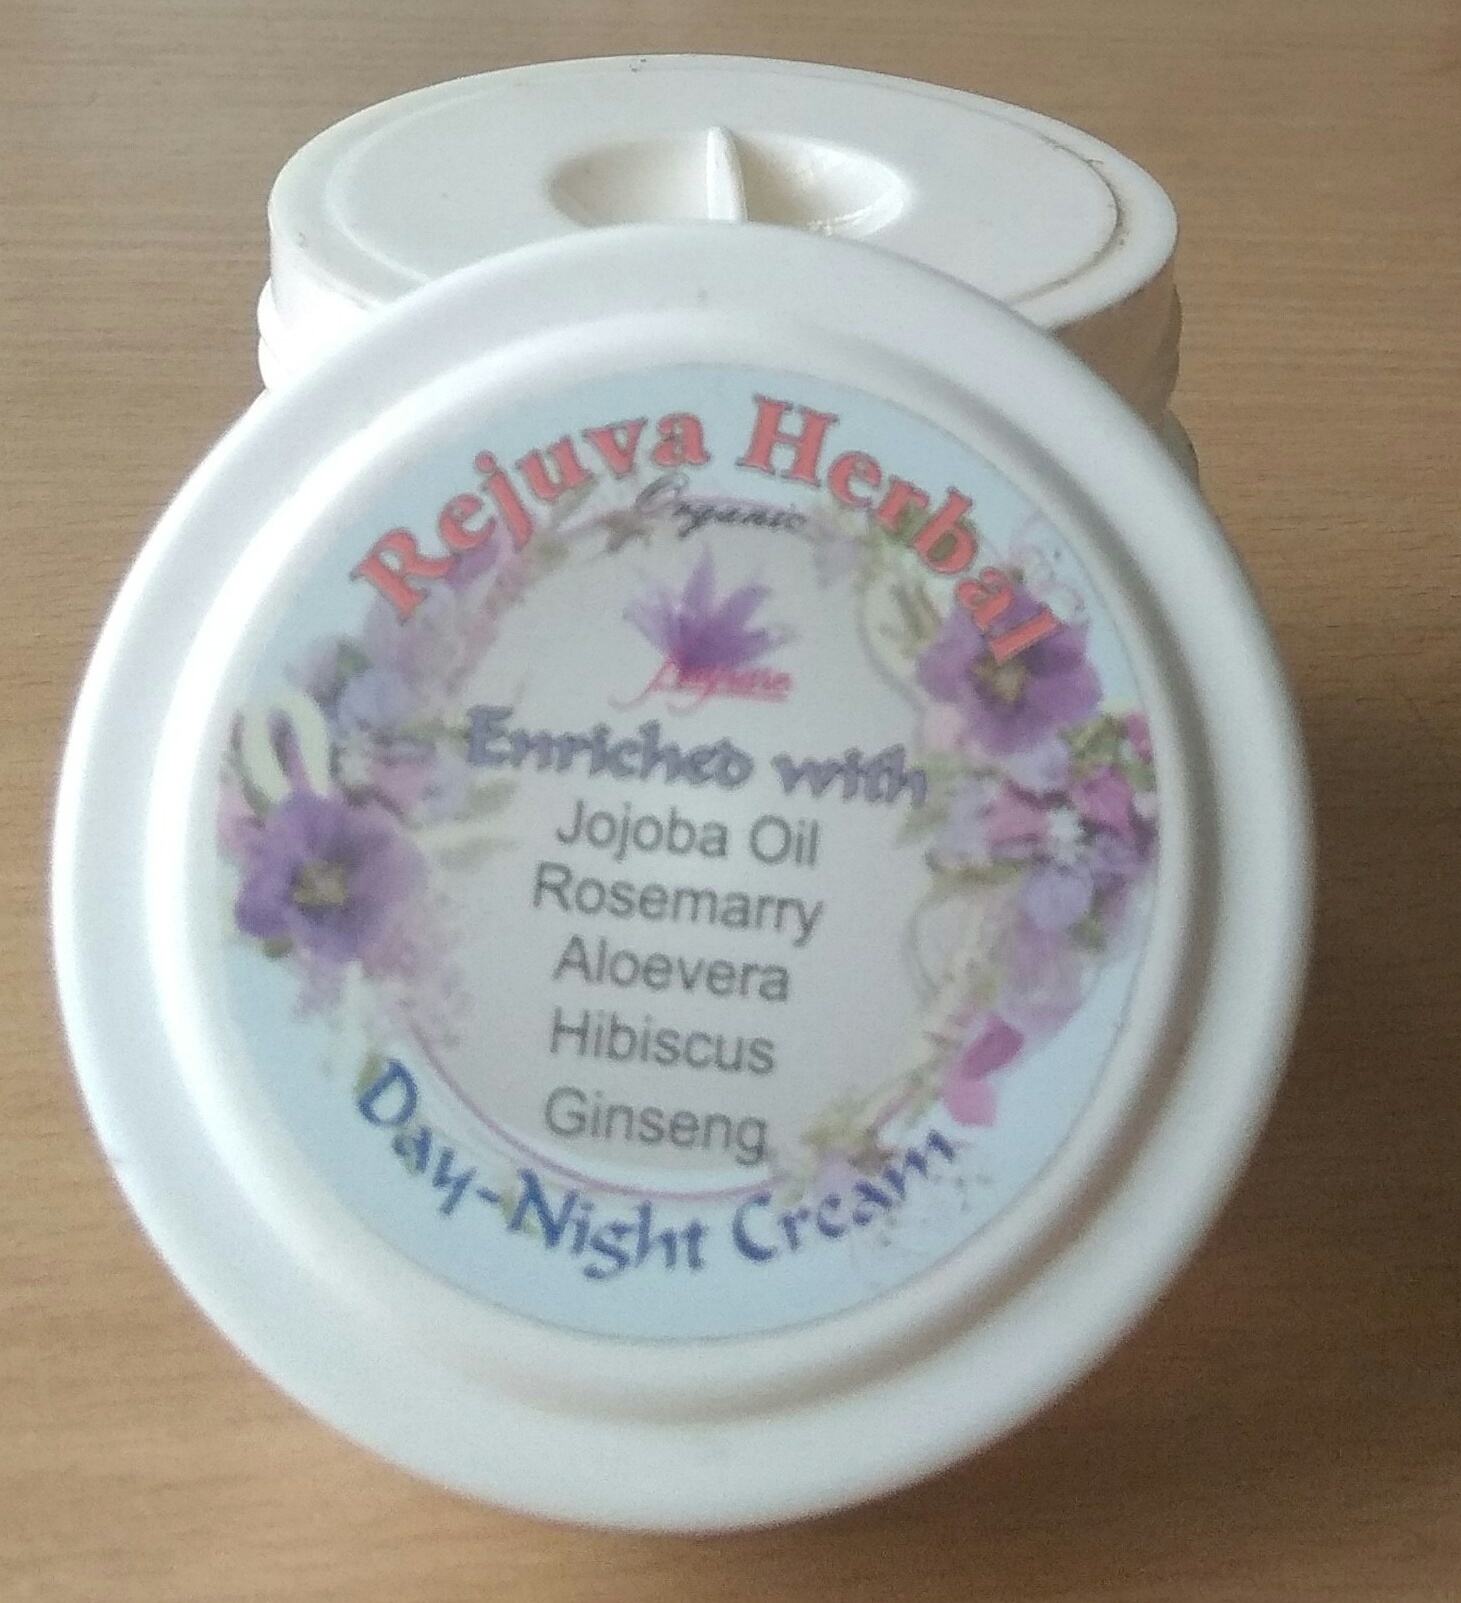 Rejuva Herbal
Organic
Enriched with
Jojoba Oil
Rosemarry
Aloevera
Hibiscus
Ginseng
Day-Night Cream